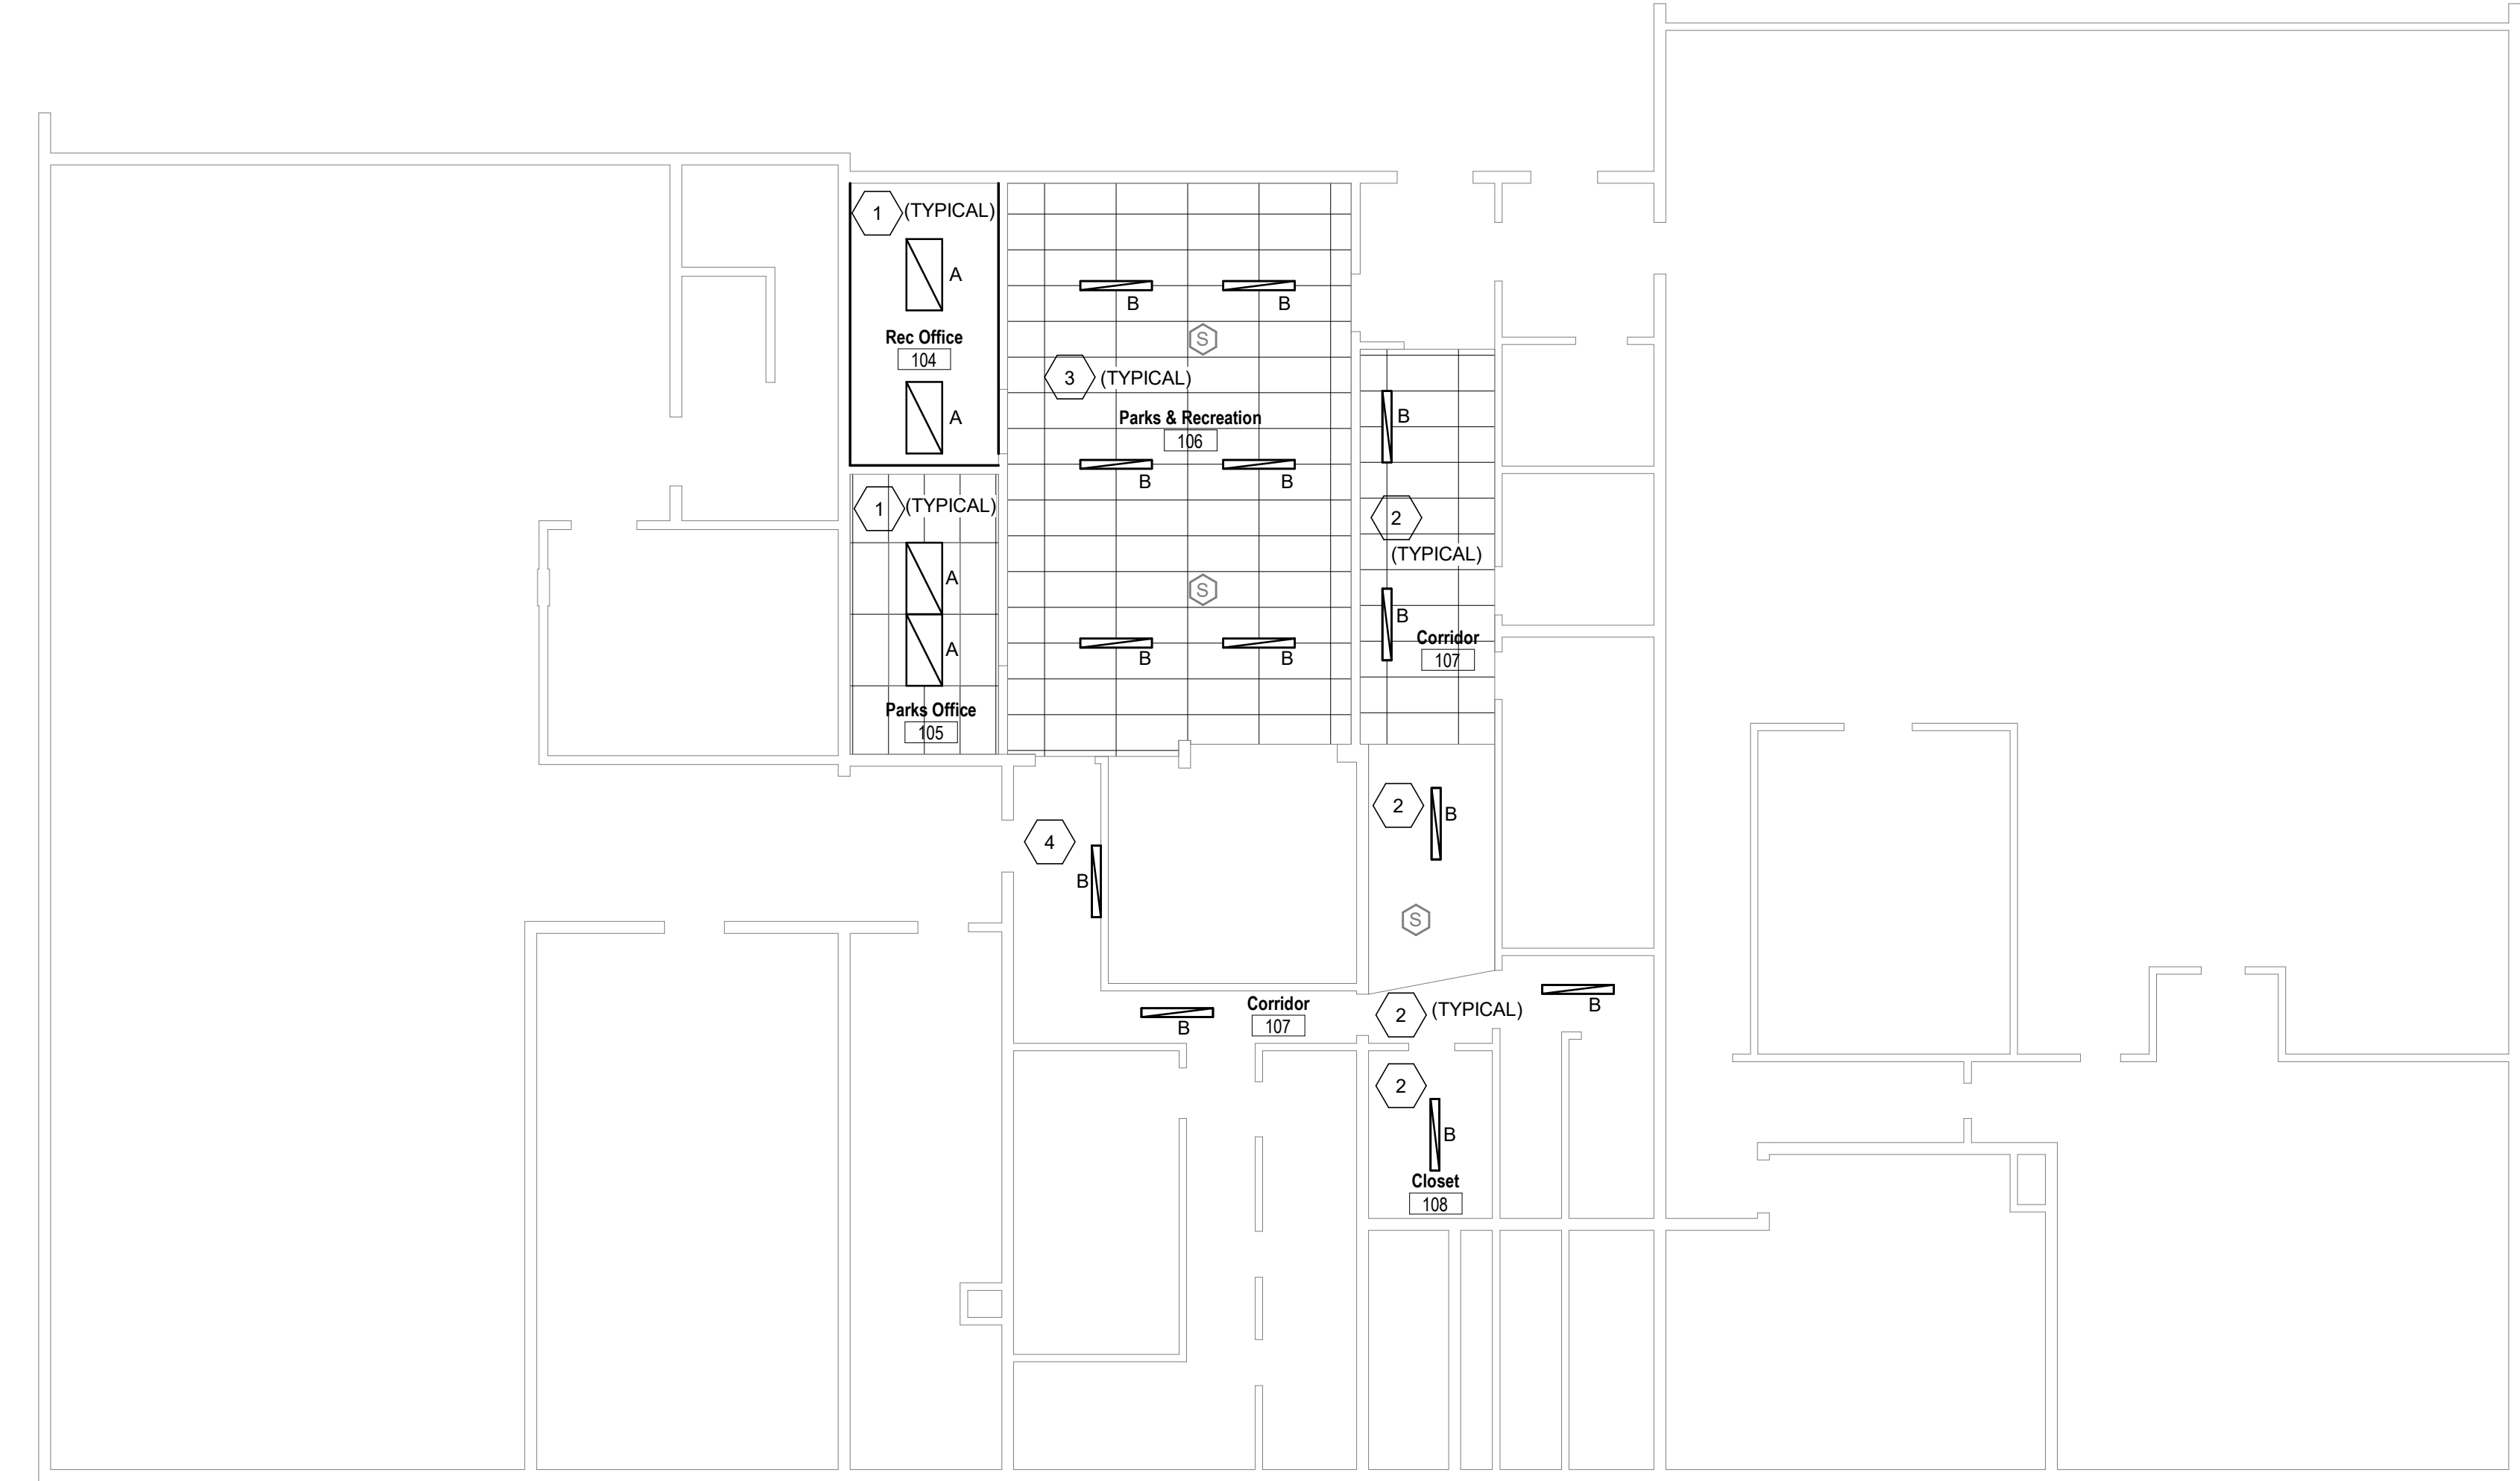 1 (TYPICAL)
A
Rec Office
104
A
1 (TYPICAL)
A
A
Parks Office
105
B
B
S
3 (TYPICAL)
Parks & Recreation
106
B
B
S
B
B
B
2
(TYPICAL)
B
Corridor
107
2
B
S
4
B
B
Corridor
107
2 (TYPICAL)
B
2
B
Closet
108